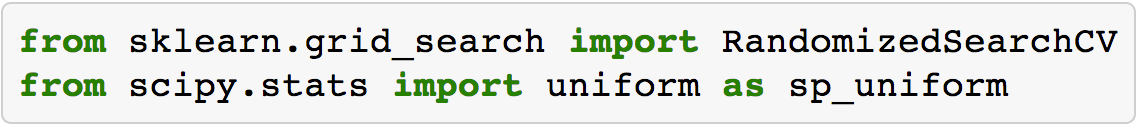 from sklearn.grid_search import RandomizedSearchCV
from scipy.stats import uniform as sp_uniform